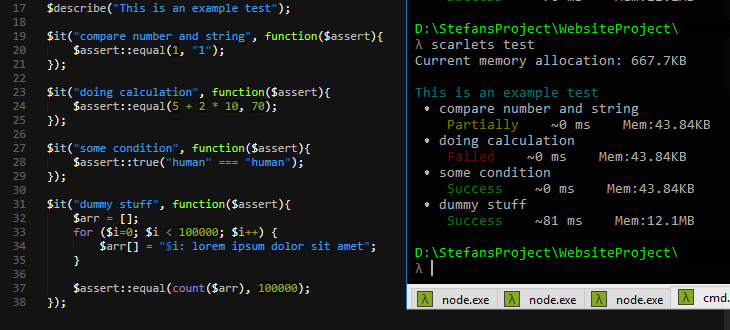 17 $describe("This is an example test");
18
19 $it("compare number and string", function($assert){
20 $assert::equal(1, "1");
21 });
22
23 $it("doing calculation", function($assert){
24 $assert::equal(5 + 2 * 10, 70);
25 });
26
27 $it("some condition", function($assert){
28 $assert::true("human" === "human");
29 });
30
31 $it("dummy stuff", function($assert){
32 $arr = [];
33 for ($i=0; $i < 100000; $i++) {
34 $arr[] = "$i: lorem ipsum dolor sit amet";
35 }
36
37 $assert::equal(count($arr), 100000);
38 });
D:\StefansProject\WebsiteProject\
λ scarlets test
Current memory allocation: 667.7KB
This is an example test
• compare number and string
Partially ~0 ms Mem:43.84KB
• doing calculation
Failed ~0 ms Mem:43.84KB
• some condition
Success ~0 ms Mem:43.84KB
• dummy stuff
Success ~81 ms Mem:12.1MB
D:\StefansProject\WebsiteProject\
λ
λ node.exe λ node.exe λ node.exe λ cmd.